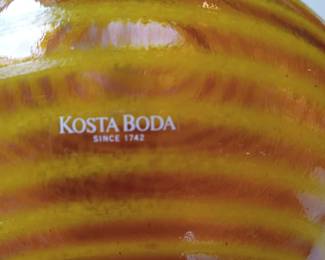 KOSTA BODA
SINCE 1742